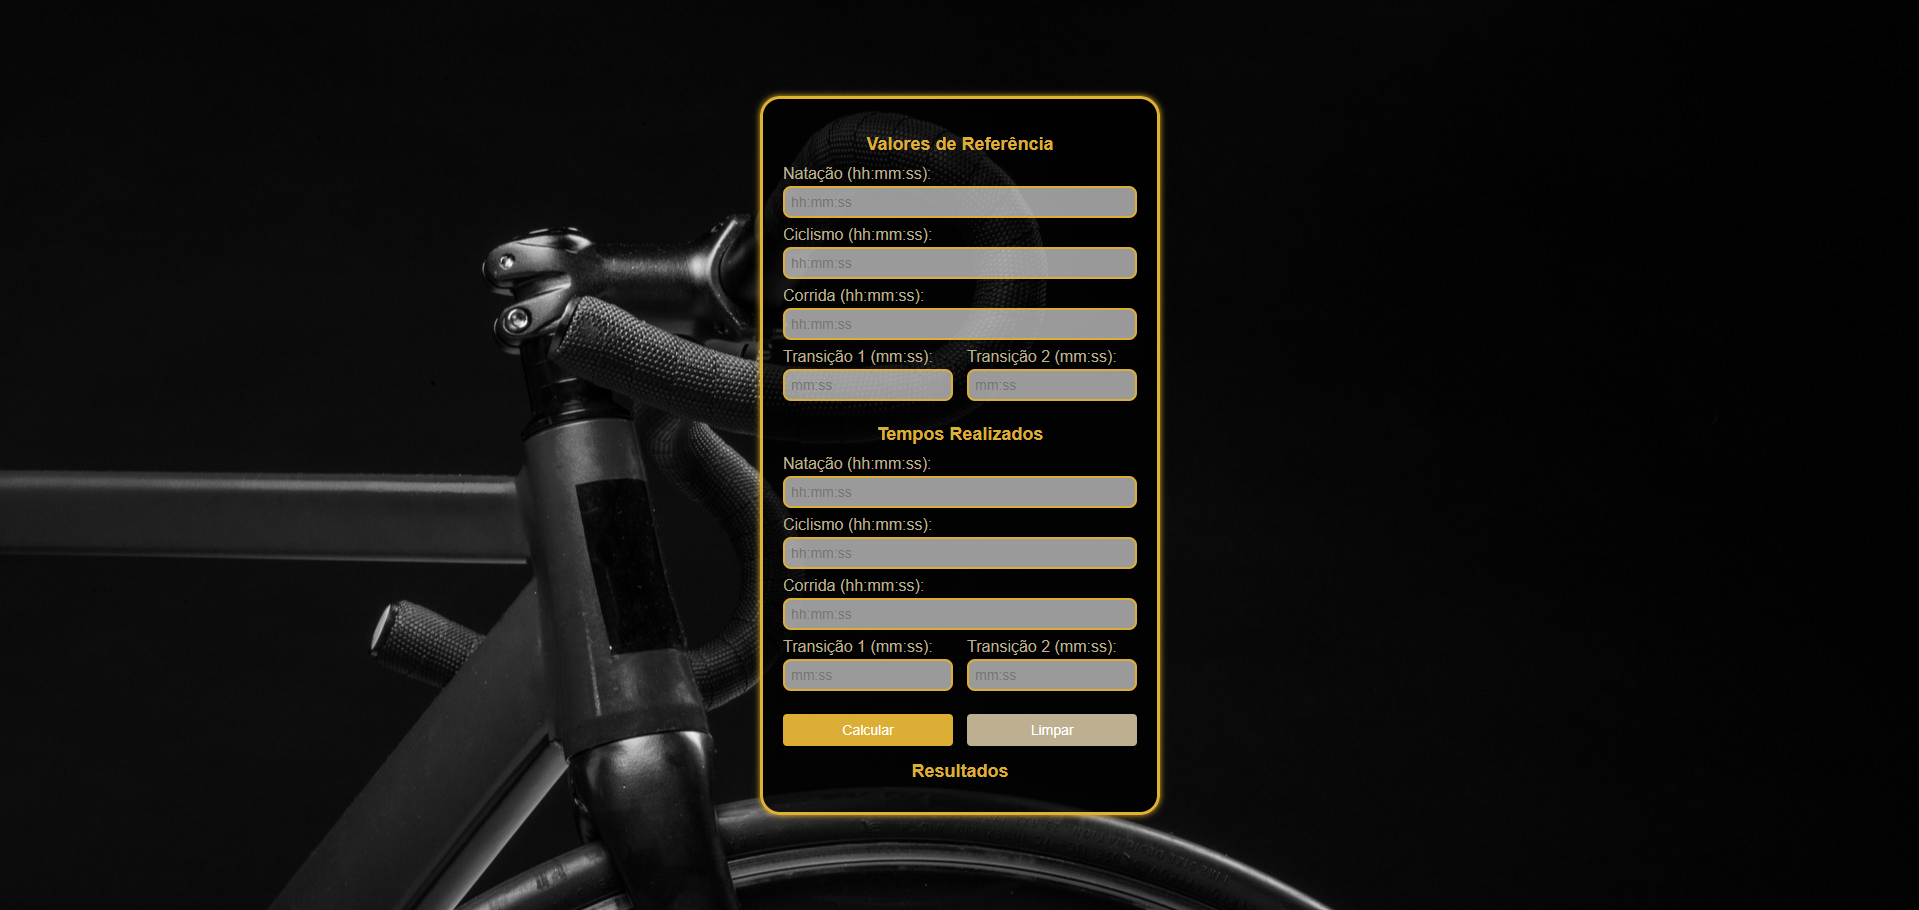 Valores de Referência
Natação (hh:mm:ss):
hh:mm:ss
Ciclismo (hh:mm:ss):
hh:mm:ss
Corrida (hh:mm:ss):
hh:mm:ss
Transição 1 (mm:ss): Transição 2 (mm:ss):
mm:ss mm:ss
Tempos Realizados
Natação (hh:mm:ss):
hh:mm:ss
Ciclismo (hh:mm:ss):
hh:mm:ss
Corrida (hh:mm:ss):
hh:mm:ss
Transição 1 (mm:ss): Transição 2 (mm:ss):
mm:ss mm:ss
Calcular Limpar
Resultados